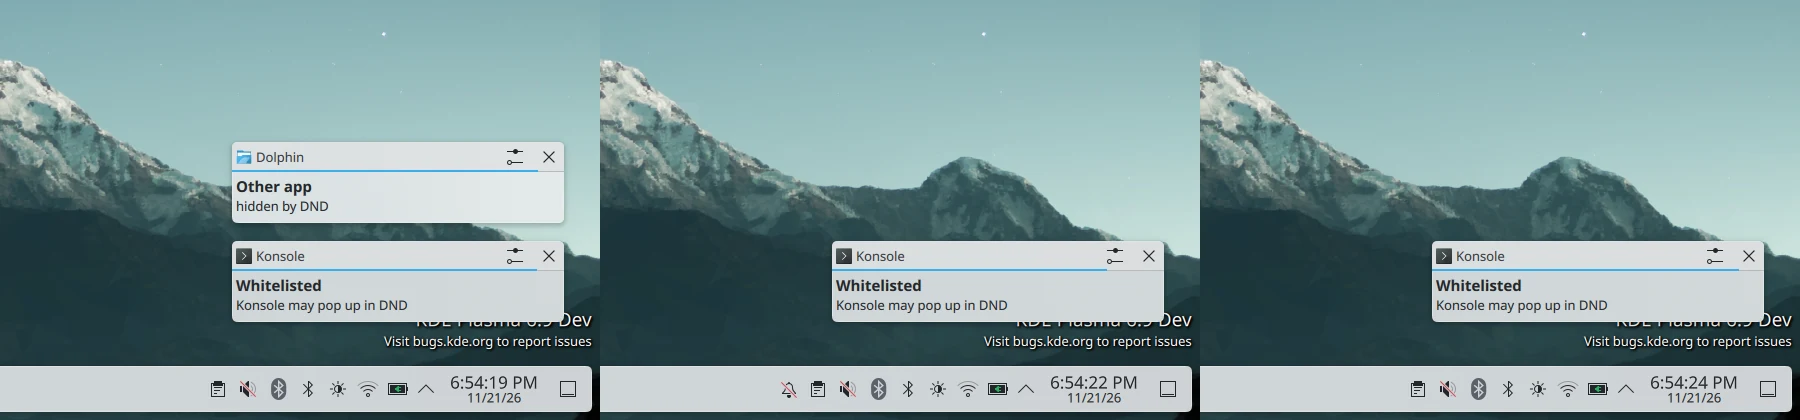 Dolphin
Other app
hidden by DND
Konsole
Whitelisted
Konsole may pop up in DND
Visit bugs.kde.org to report issues
6:54:19 PM
11/21/26
Konsole
Whitelisted
Konsole may pop up in DND
Visit bugs.kde.org to report issues
6:54:22 PM
11/21/26
Konsole
Whitelisted
Konsole may pop up in DND
Visit bugs.kde.org to report issues
6:54:24 PM
11/21/26